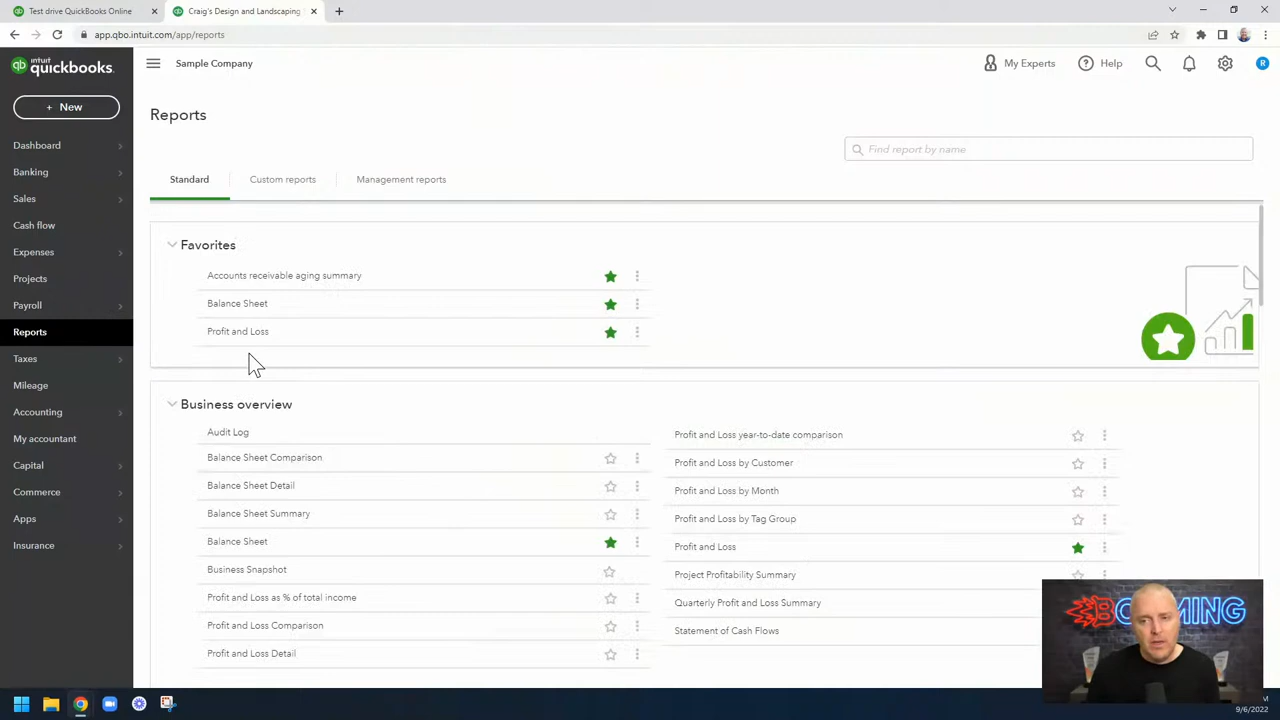 Test drive QuickBooks Online
Craig's Design and Landscaping
app.qbo.intuit.com/app/reports
intuit
quickbooks.
Sample Company
My Experts
Help
R
+ New
Dashboard
Banking
Sales
Cash flow
Expenses
Projects
Payroll
Reports
Taxes
Mileage
Accounting
My accountant
Capital
Commerce
Apps
Insurance
Reports
Find report by name
Standard
Custom reports
Management reports
Favorites
Accounts receivable aging summary
Balance Sheet
Profit and Loss
Business overview
Audit Log
Balance Sheet Comparison
Balance Sheet Detail
Balance Sheet Summary
Balance Sheet
Business Snapshot
Profit and Loss as % of total income
Profit and Loss Comparison
Profit and Loss Detail
Profit and Loss year-to-date comparison
Profit and Loss by Customer
Profit and Loss by Month
Profit and Loss by Tag Group
Profit and Loss
Project Profitability Summary
Quarterly Profit and Loss Summary
Statement of Cash Flows
BOOMING
9/6/2022